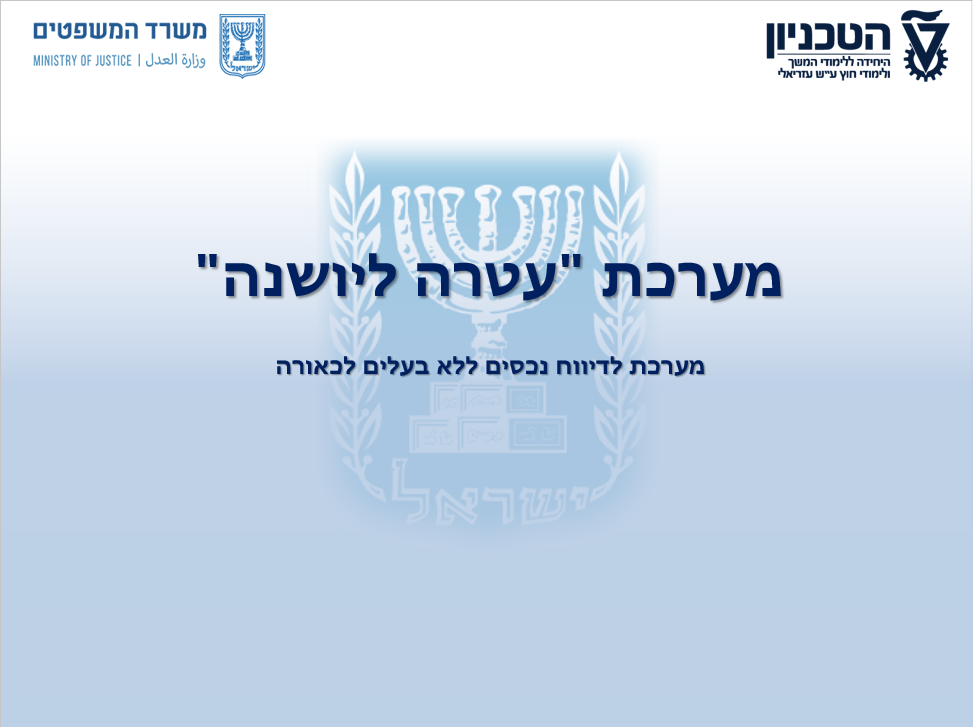 הטכניון
היחידה ללימודי המשך
ולימודי חוץ ע״ש עזריאלי
משרד המשפטים
MINISTRY OF JUSTICE | وزارة العدل
ישראל
מערכת "עטרה ליושנה"
מערכת לדיווח נכסים ללא בעלים לכאורה
ישראל